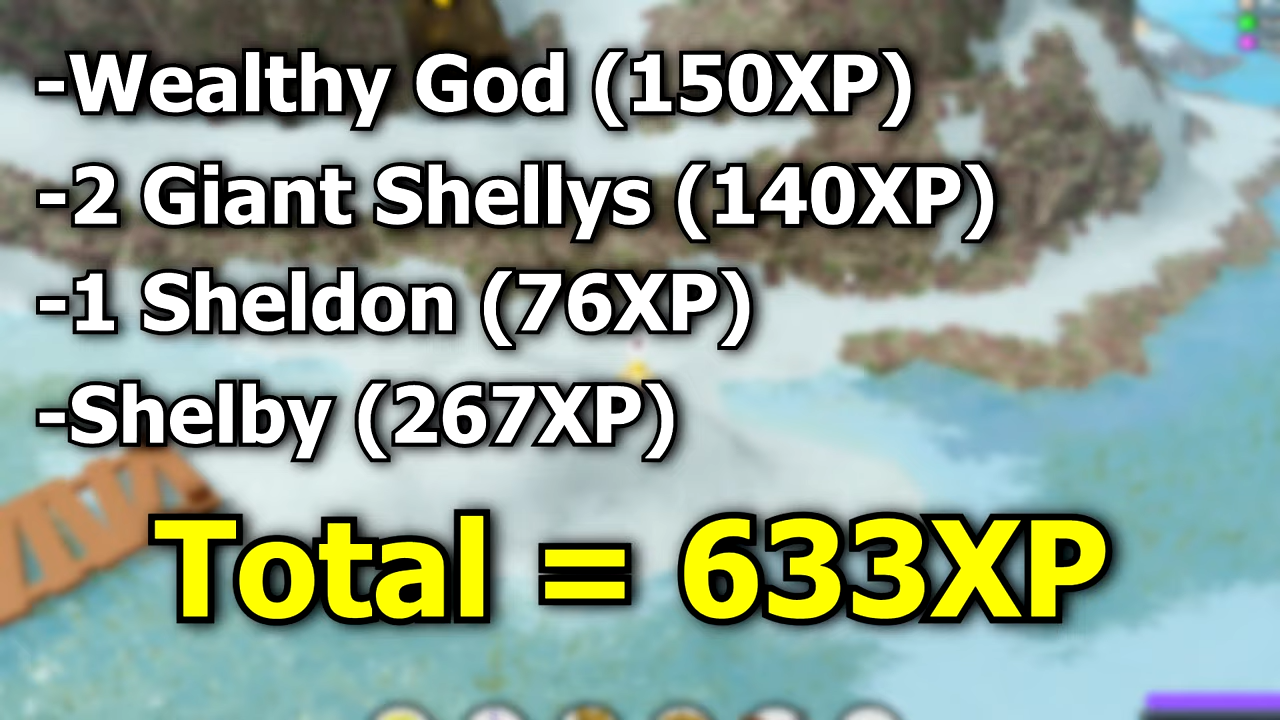 -Wealthy God (150XP)
-2 Giant Shellys (140XP)
-1 Sheldon (76XP)
-Shelby (267XP)
Total = 633XP